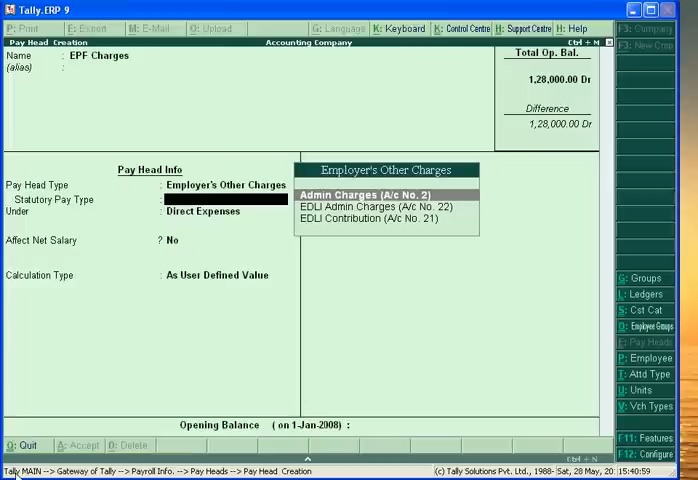 Tally.ERP 9
P: Print E: Export M: E-Mail O: Upload G: Language K: Keyboard K: Control Centre H: Support Centre H: Help
F3: Company
Pay Head Creation Accounting Company Ctrl + M
F3: New Cmp
Name : EPF Charges
(alias) :
Total Op. Bal.
1,28,000.00 Dr
Difference
1,28,000.00 Dr
Pay Head Info
Pay Head Type : Employer's Other Charges
Statutory Pay Type :
Under : Direct Expenses
Affect Net Salary ? No
Calculation Type : As User Defined Value
Employer's Other Charges
Admin Charges (A/c No. 2)
EDLI Admin Charges (A/c No. 22)
EDLI Contribution (A/c No. 21)
G: Groups
L: Ledgers
S: Cst Cat
O: Employee Groups
E: Pay Heads
P: Employee
T: Attd Type
U: Units
V: Vch Types
F11: Features
F12: Configure
Opening Balance ( on 1-Jan-2008) :
Q: Quit A: Accept D: Delete
Ctrl + N
Tally MAIN --> Gateway of Tally --> Payroll Info. --> Pay Heads --> Pay Head Creation (c) Tally Solutions Pvt. Ltd., 1988- Sat, 28 May, 20 15:40:59